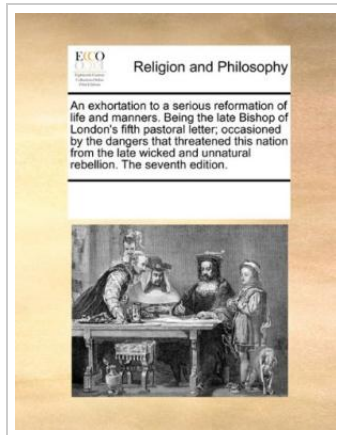 ECCO
Religion and Philosophy
An exhortation to a serious reformation of
life and manners. Being the late Bishop of
London's fifth pastoral letter; occasioned
by the dangers that threatened this nation
from the late wicked and unnatural
rebellion. The seventh edition.